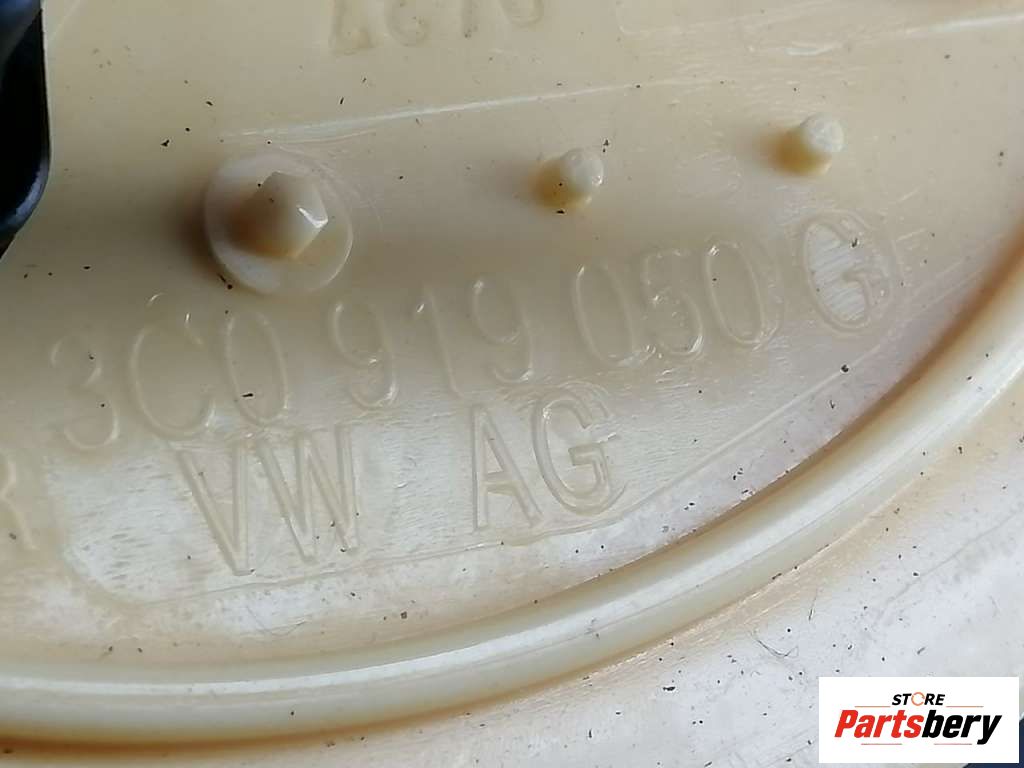 3C0 919 050 G
VW AG
STORE
Partsbery